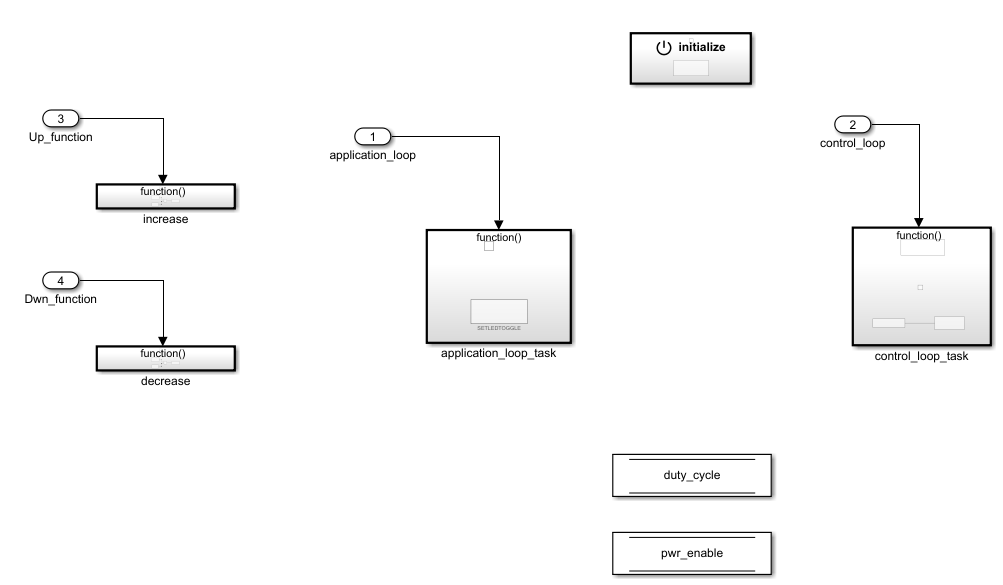 initialize
3
Up_function
function()
increase
1
application_loop
2
control_loop
4
Dwn_function
function()
decrease
function()
SETLEDTOGGLE
application_loop_task
function()
control_loop_task
duty_cycle
pwr_enable